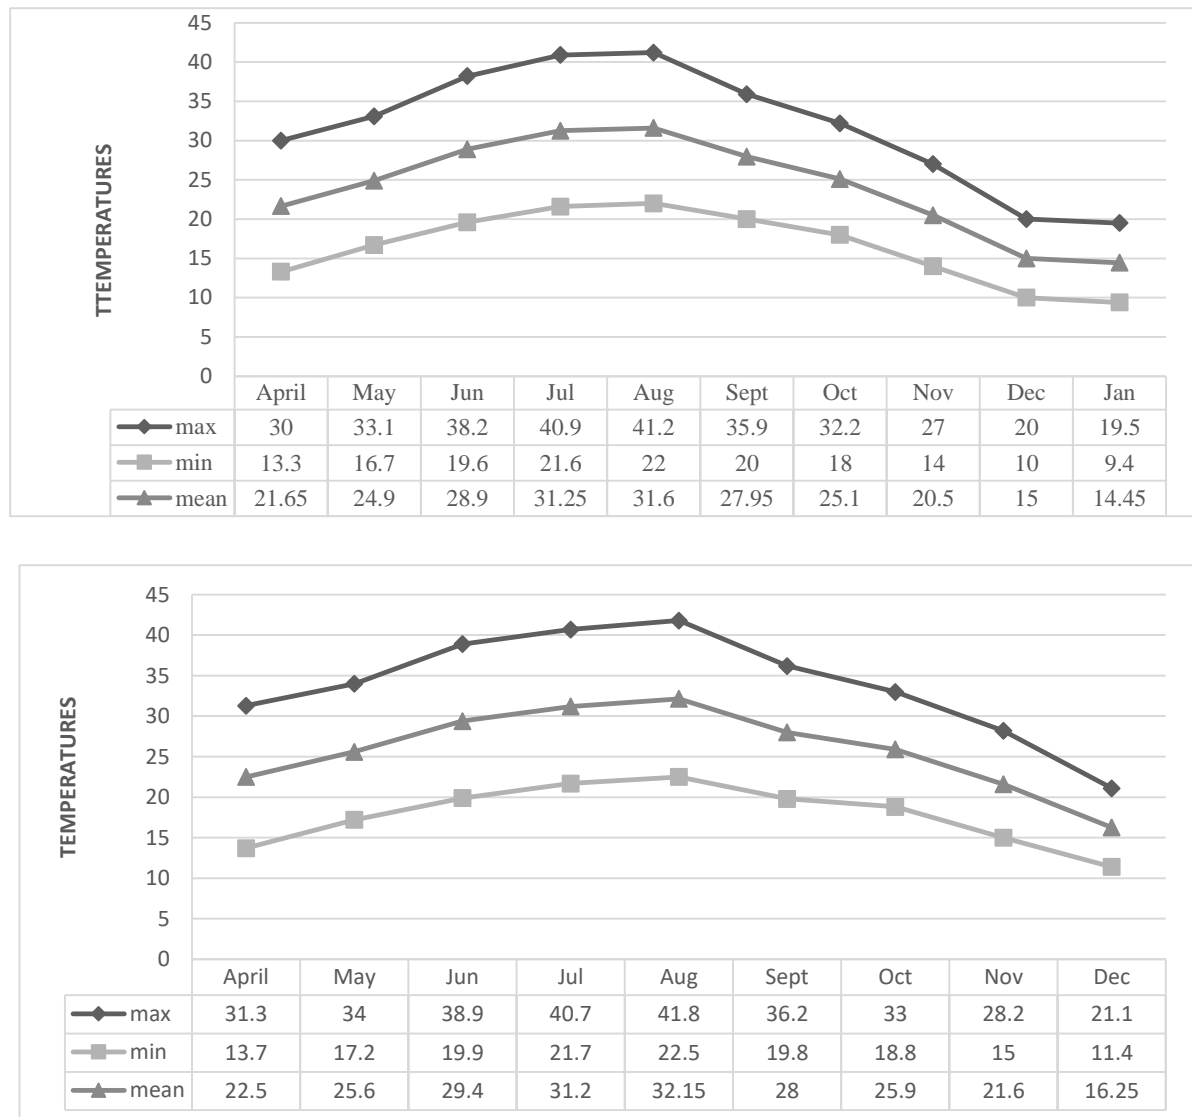 45
40
35
30
25
20
15
10
5
0
TTEMPERATURES
April May Jun Jul Aug Sept Oct Nov Dec Jan
max 30 33.1 38.2 40.9 41.2 35.9 32.2 27 20 19.5
min 13.3 16.7 19.6 21.6 22 20 18 14 10 9.4
mean 21.65 24.9 28.9 31.25 31.6 27.95 25.1 20.5 15 14.45
45
40
35
30
25
20
15
10
5
0
TEMPERATURES
April May Jun Jul Aug Sept Oct Nov Dec
max 31.3 34 38.9 40.7 41.8 36.2 33 28.2 21.1
min 13.7 17.2 19.9 21.7 22.5 19.8 18.8 15 11.4
mean 22.5 25.6 29.4 31.2 32.15 28 25.9 21.6 16.25